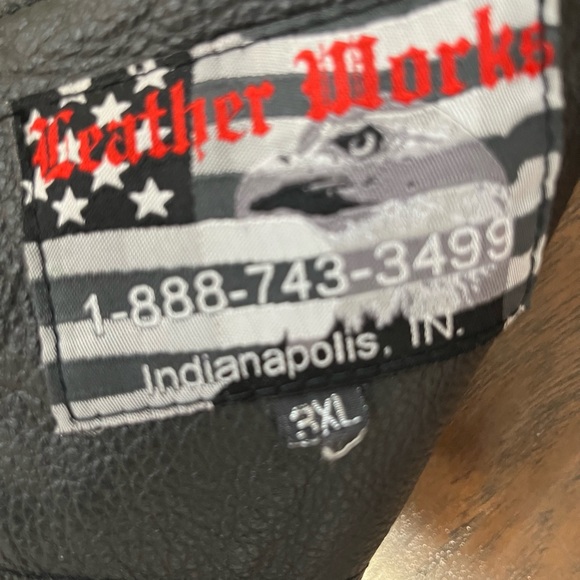 Leather Works
1-888-743-3499
Indianapolis, IN.
3XL